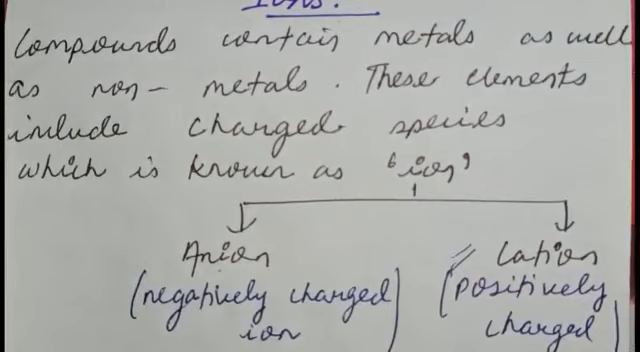 Ions:
Compounds contain metals as well
as non- metals. These elements
include charged species
which is known as 'ion'
Anion
(negatively charged
ion)
Cation
(positively
charged)